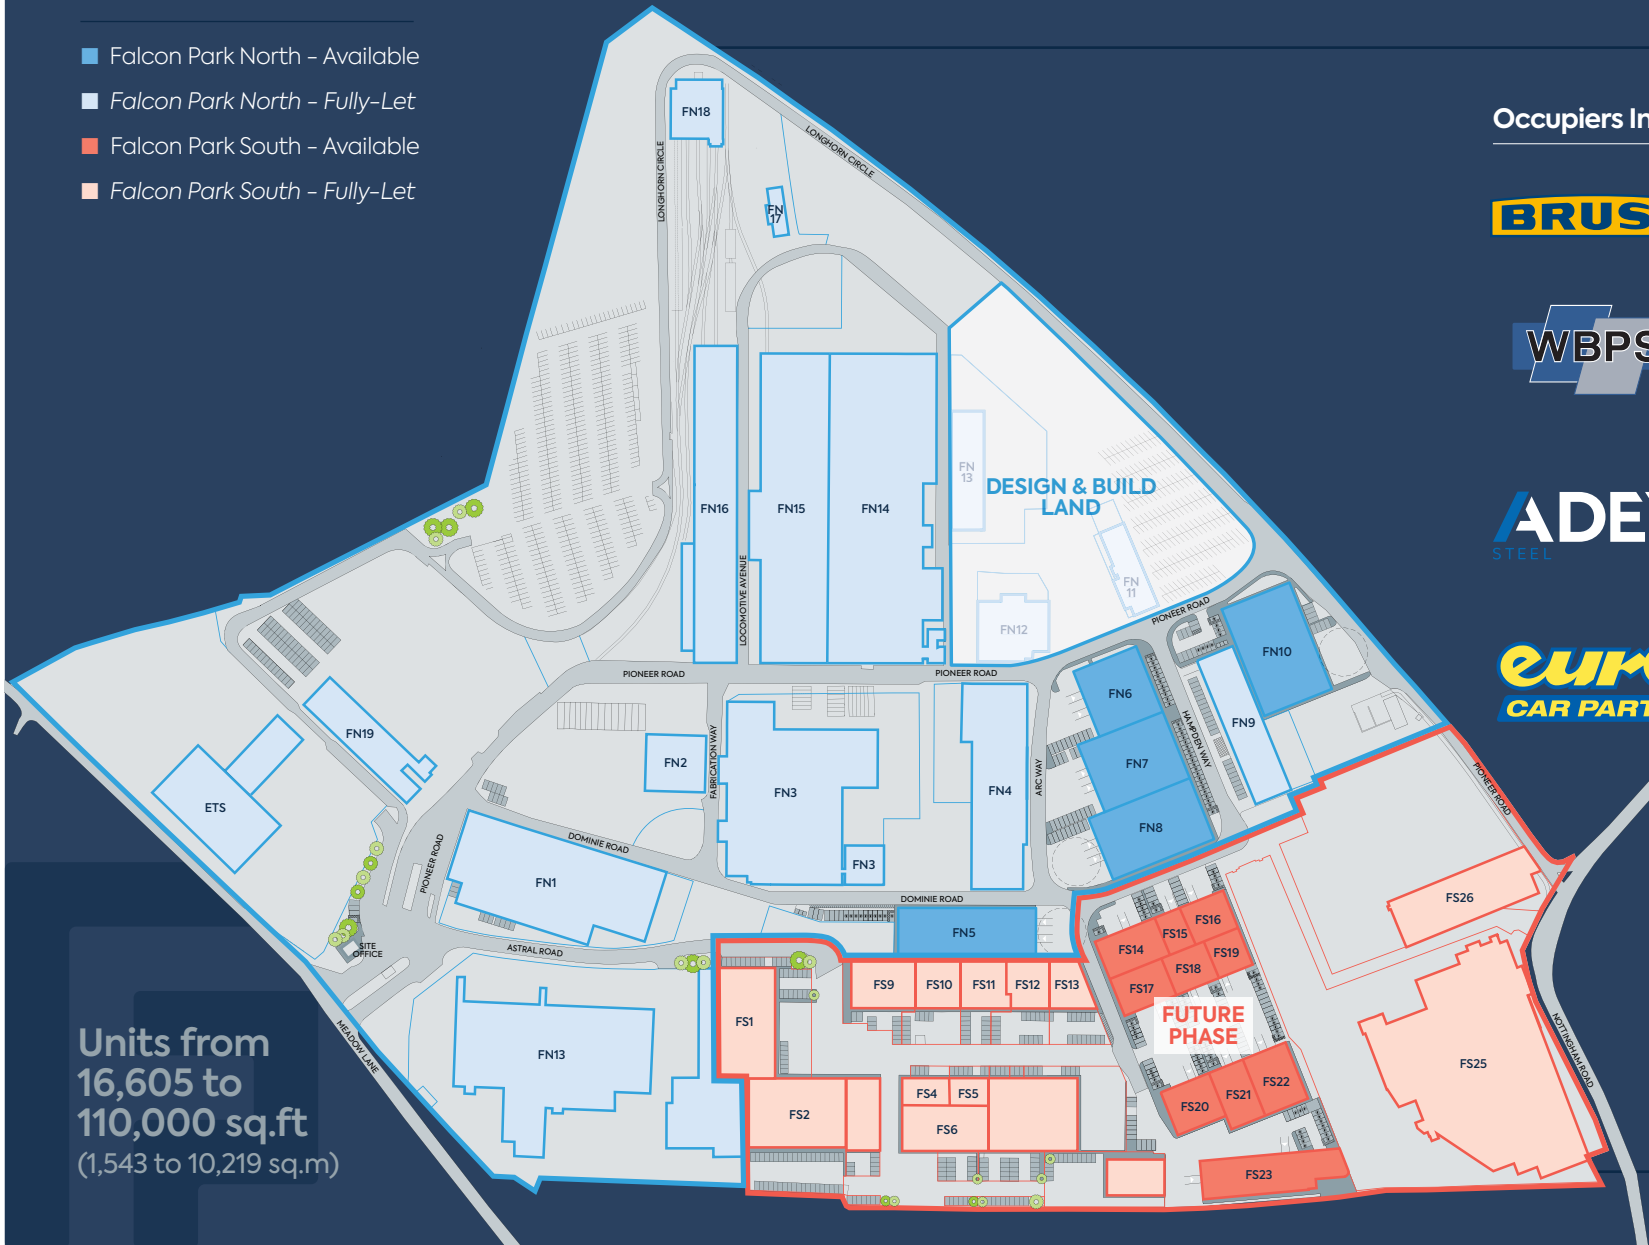 Falcon Park North - Available
Falcon Park North - Fully-Let
Falcon Park South - Available
Falcon Park South - Fully-Let
Occupiers In
BRUS
WBPS
ADE
STEEL
eur
CAR PART
FN18
LONGHORN CIRCLE
LONGHORN CIRCLE
FN
17
FN16
FN15
FN14
LOCOMOTIVE AVENUE
FN
13
DESIGN & BUILD
LAND
FN
11
FN12
PIONEER ROAD
PIONEER ROAD
PIONEER ROAD
FN10
FN6
FN9
HAMPDEN WAY
FN7
FN8
FN19
ETS
FN2
FABRICATION WAY
FN3
FN4
ARC WAY
FN3
PIONEER ROAD
DOMINIE ROAD
FN1
DOMINIE ROAD
FN5
PIONEER ROAD
SITE
OFFICE
ASTRAL ROAD
MEADOW LANE
FN13
FS26
FS16
FS15
FS14
FS19
FS18
FS17
FS9
FS10
FS11
FS12
FS13
FS1
FUTURE
PHASE
FS25
NOTTINGHAM ROAD
FS22
FS21
FS20
FS4
FS5
FS2
FS6
FS23
Units from
16,605 to
110,000 sq.ft
(1,543 to 10,219 sq.m)